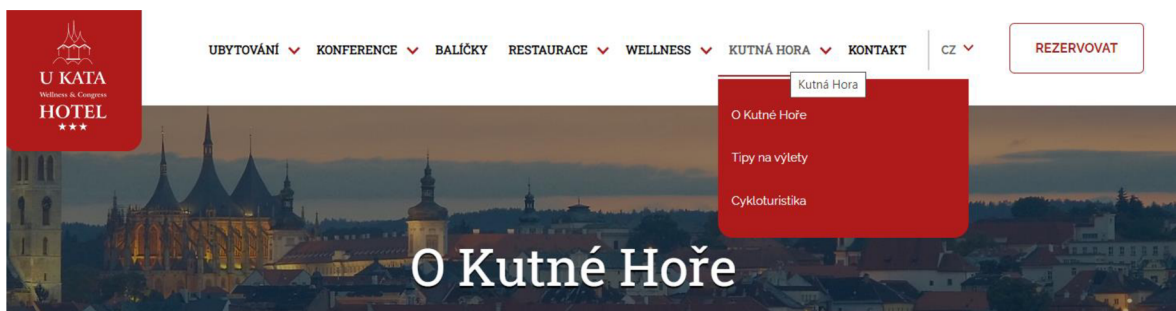 U KATA
Wellness & Congress
HOTEL
★★★
UBYTOVÁNÍ KONFERENCE BALÍČKY RESTAURACE WELLNESS KUTNÁ HORA KONTAKT CZ REZERVOVAT
Kutná Hora
O Kutné Hoře
Tipy na výlety
Cykloturistika
O Kutné Hoře